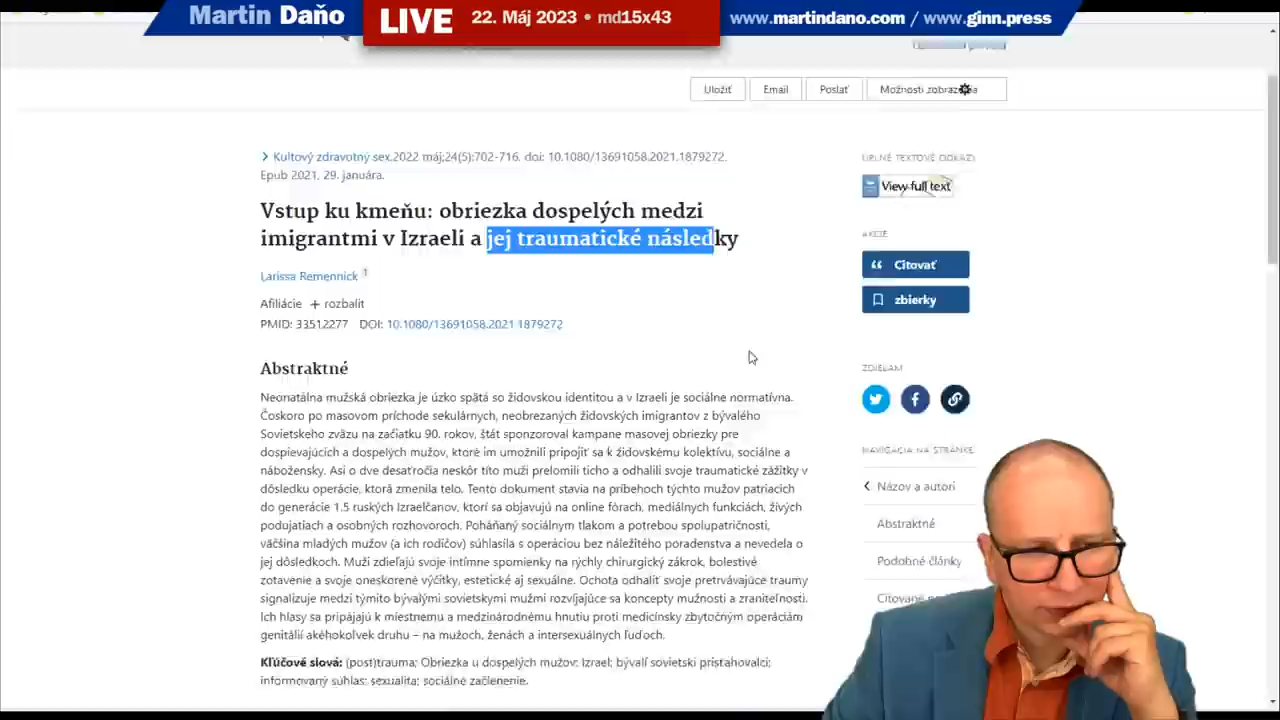 Martin Daňo
LIVE
22. Máj 2023 • md15x43
www.martindano.com / www.ginn.press
Uložiť
Email
Poslať
Možnosti
Kultový zdravotný sex.2022 máj;24(5):702-716. doi: 10.1080/13691058.2021.1879272.
Epub 2021, 29. januára.
Vstup ku kmeňu: obriezka dospelých medzi
imigrantmi v Izraeli a jej traumatické následky
Larissa Remennick 1
Afiliácie + rozbaliť
PMID: 33512277 DOI: 10.1080/13691058.2021.1879272
Abstraktné
Neonatálna mužská obriezka je úzko spätá so židovskou identitou a v Izraeli je sociálne normatívna.
Čoskoro po masovom príchode sekulárnych, neobrezaných židovských imigrantov z bývalého
Sovietskeho zväzu na začiatku 90. rokov, štát sponzoroval kampane masovej obriezky pre
dospievajúcich a dospelých mužov, ktoré im umožnili pripojiť sa k židovskému kolektívu, sociálne a
nábožensky. Asi o dve desaťročia neskôr títo muži prelomili ticho a odhalili svoje traumatické zážitky v
dôsledku operácie, ktorá zmenila telo. Tento dokument stavia na príbehoch týchto mužov patriacich
do generácie 1.5 ruských Izraelčanov, ktorí sa objavujú na online fórach, mediálnych funkciách, živých
podujatiach a osobných rozhovoroch. Poháňaný sociálnym tlakom a potrebou spolupatričnosti,
väčšina mladých mužov (a ich rodičov) súhlasila s operáciou bez náležitého poradenstva a nevedela o
jej dôsledkoch. Muži zdieľajú svoje intímne spomienky na rýchly chirurgický zákrok, bolestivé
zotavenie a svoje oneskorené výčitky, estetické aj sexuálne. Ochota odhaliť svoje pretrvávajúce traumy
signalizuje medzi týmito bývalými sovietskymi mužmi rozvíjajúce sa koncepty mužnosti a zraniteľnosti.
Ich hlasy sa pripájajú k miestnemu a medzinárodnému hnutiu proti medicínsky zbytočným operáciám
genitálií akéhokoľvek druhu – na mužoch, ženách a intersexuálnych ľuďoch.
Kľúčové slová: (post)trauma; Obriezka u dospelých mužov; Izrael; bývalí sovietski prisťahovalci;
informovaný súhlas; sexualita; sociálne začlenenie.
ÚPLNÉ TEXTOVÉ ODKAZY
View full text
AKCIE
Citovať
zbierky
ZDIEĽAM
NAVIGÁCIA NA STRÁNKE
Názov a autori
Abstraktné
Podobné články